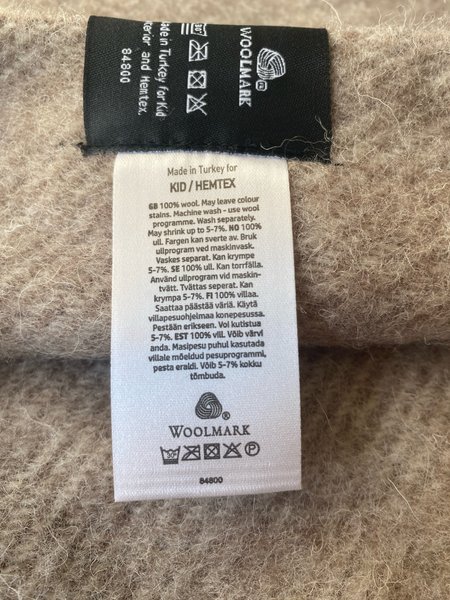 WOOLMARK
Made in Turkey for Kid
Interior and Hemtex.
84800
Made in Turkey for
KID / HEMTEX
GB 100% wool. May leave colour
stains. Machine wash - use wool
programme. Wash separately.
May shrink up to 5-7%. NO 100%
ull. Fargen kan sverte av. Bruk
ullprogram ved maskinvask.
Vaskes separat. Kan krympe
5-7%. SE 100% ull. Kan torrfälla.
Använd ullprogram vid maskin-
tvätt. Tvättas seperat. Kan
krympa 5-7%. FI 100% villaa.
Saattaa päästää väriä. Käytä
villapesuohjelmaa konepesussa.
Pestään erikseen. Voi kutistua
5-7%. EST 100% vill. Võib värvi
anda. Masipesu puhul kasutada
villale mõeldud pesuprogrammi,
pesta eraldi. Võib 5-7% kokku
tõmbuda.
®
WOOLMARK
P
84800